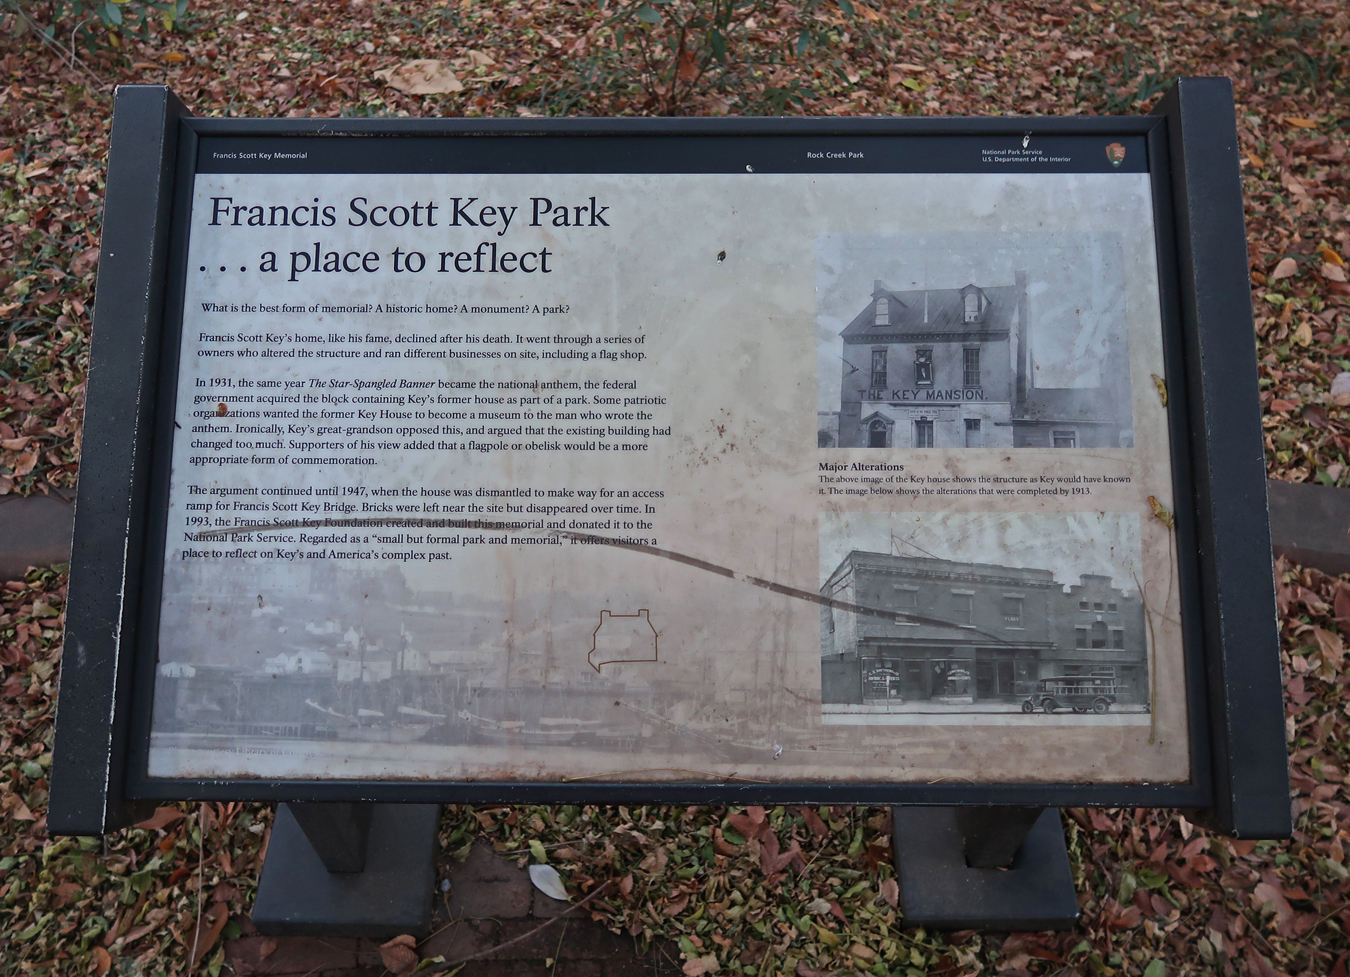 Francis Scott Key Memorial
Rock Creek Park
National Park Service
U.S. Department of the Interior
Francis Scott Key Park
. . . a place to reflect
What is the best form of memorial? A historic home? A monument? A park?
Francis Scott Key's home, like his fame, declined after his death. It went through a series of
owners who altered the structure and ran different businesses on site, including a flag shop.
In 1931, the same year The Star-Spangled Banner became the national anthem, the federal
government acquired the block containing Key's former house as part of a park. Some patriotic
organizations wanted the former Key House to become a museum to the man who wrote the
anthem. Ironically, Key's great-grandson opposed this, and argued that the existing building had
changed too much. Supporters of his view added that a flagpole or obelisk would be a more
appropriate form of commemoration.
The argument continued until 1947, when the house was dismantled to make way for an access
ramp for Francis Scott Key Bridge. Bricks were left near the site but disappeared over time. In
1993, the Francis Scott Key Foundation created and built this memorial and donated it to the
National Park Service. Regarded as a "small but formal park and memorial," it offers visitors a
place to reflect on Key's and America's complex past.
THE KEY MANSION.
Major Alterations
The above image of the Key house shows the structure as Key would have known
it. The image below shows the alterations that were completed by 1913.
FLAGS